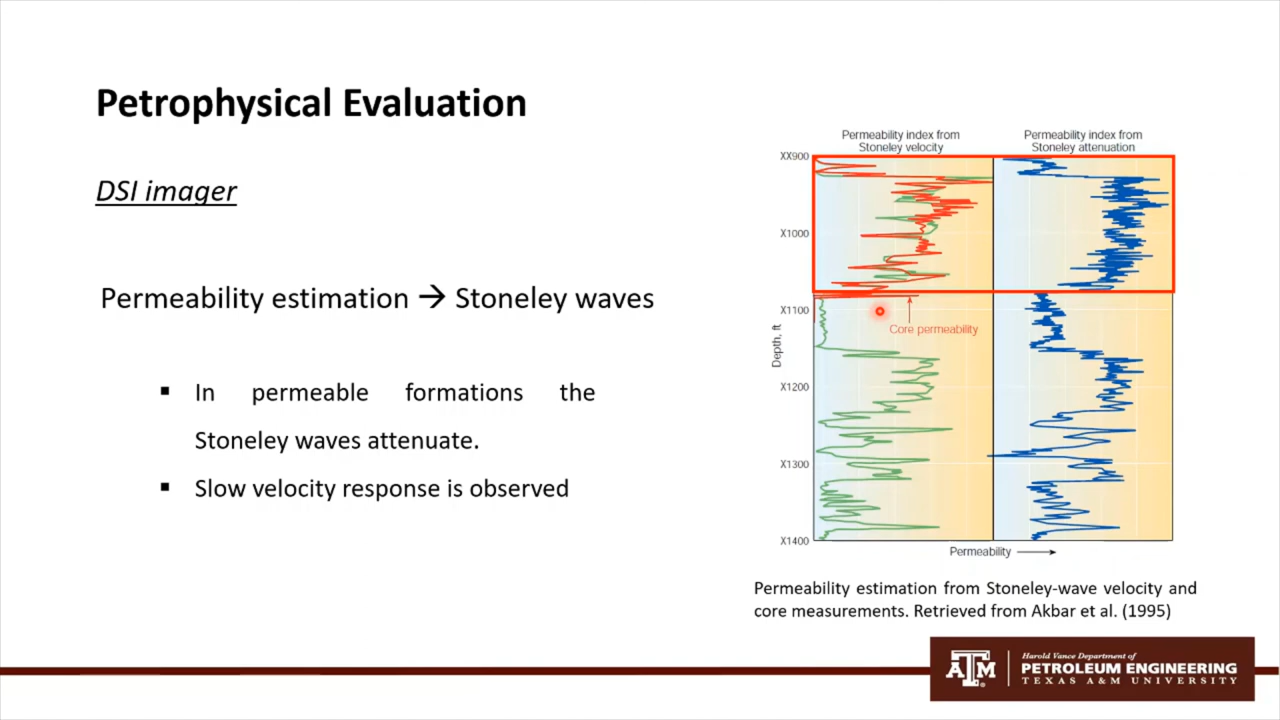 Petrophysical Evaluation
DSI imager
Permeability estimation → Stoneley waves
▪ In permeable formations the
Stoneley waves attenuate.
▪ Slow velocity response is observed
Permeability index from
Stoneley velocity
Permeability index from
Stoneley attenuation
XX900
X1000
X1100
X1200
X1300
X1400
Depth, ft
Core permeability
Permeability
Permeability estimation from Stoneley-wave velocity and
core measurements. Retrieved from Akbar et al. (1995)
ATM
Harold Vance Department of
PETROLEUM ENGINEERING
TEXAS A&M UNIVERSITY